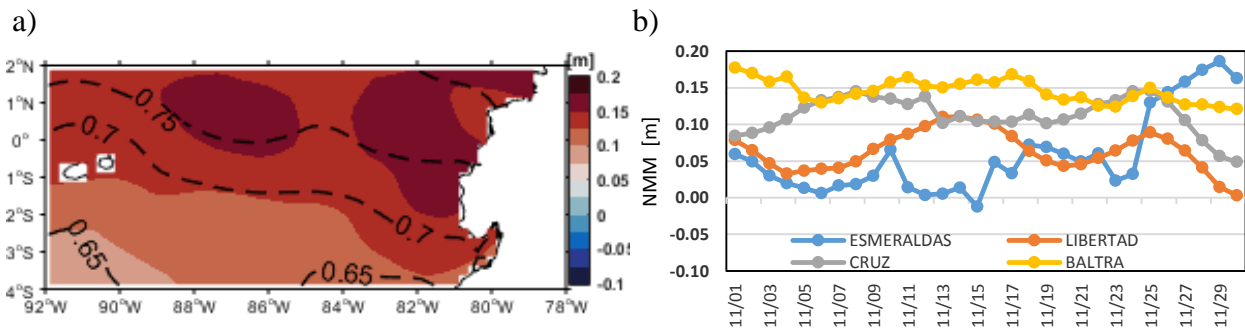 a)
[m]
2°N
1°N
0°
1°S
2°S
3°S
4°S
0.75
0.7
0.7
0.65
0.65
92°W 90°W 88°W 86°W 84°W 82°W 80°W 78°W
0.2
0.15
0.1
0.05
0
-0.05
-0.1
b)
NMM [m]
0.20
0.15
0.10
0.05
0.00
-0.05
-0.10
ESMERALDAS LIBERTAD
CRUZ BALTRA
11/01 11/03 11/05 11/07 11/09 11/11 11/13 11/15 11/17 11/19 11/21 11/23 11/25 11/27 11/29